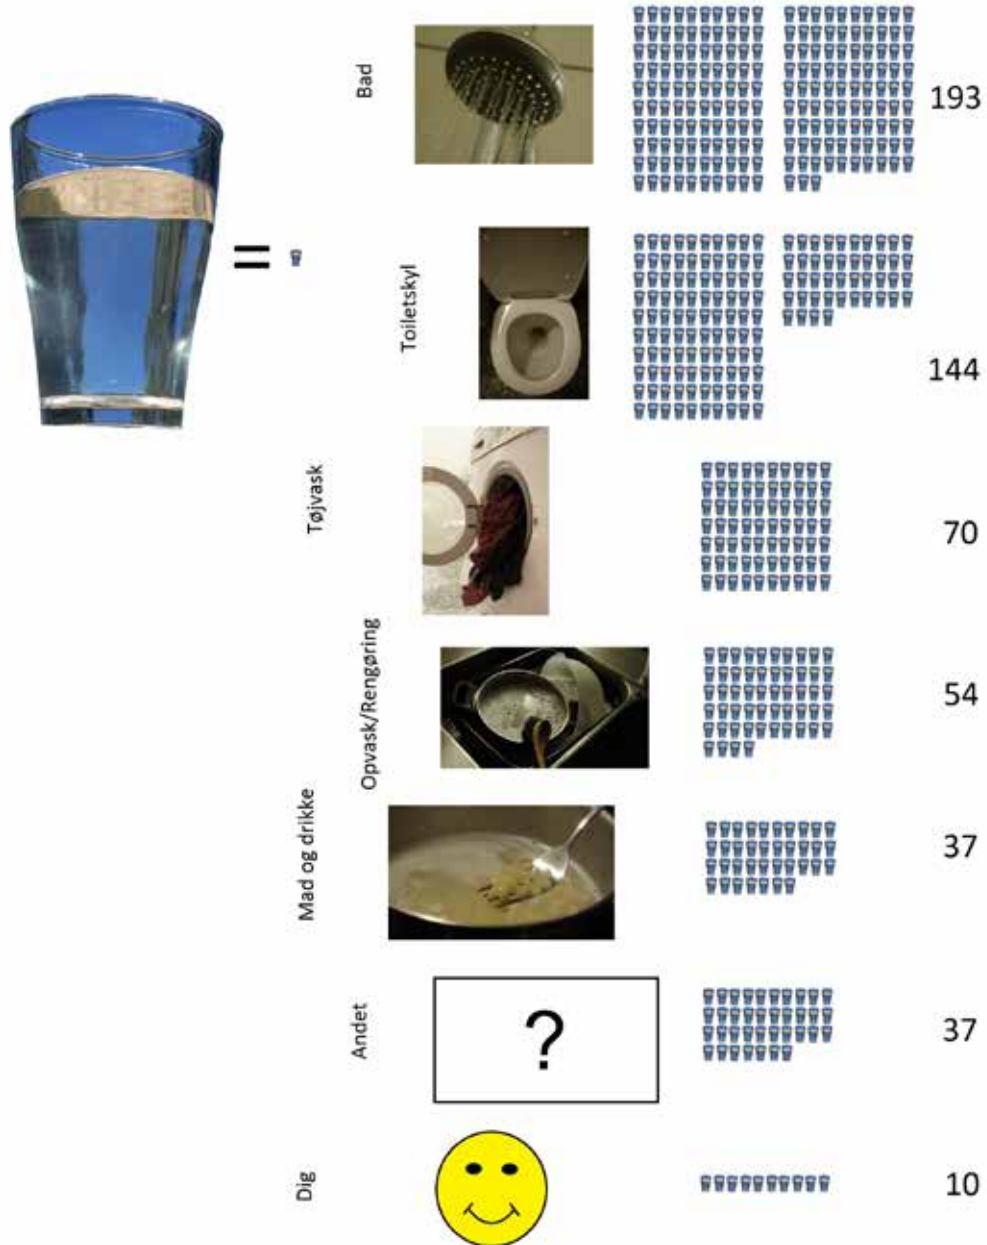 Bad
193
=
Toiletskyl
144
Tøjvask
70
Opvask/Rengøring
54
Mad og drikke
37
Andet
?
37
Dig
10